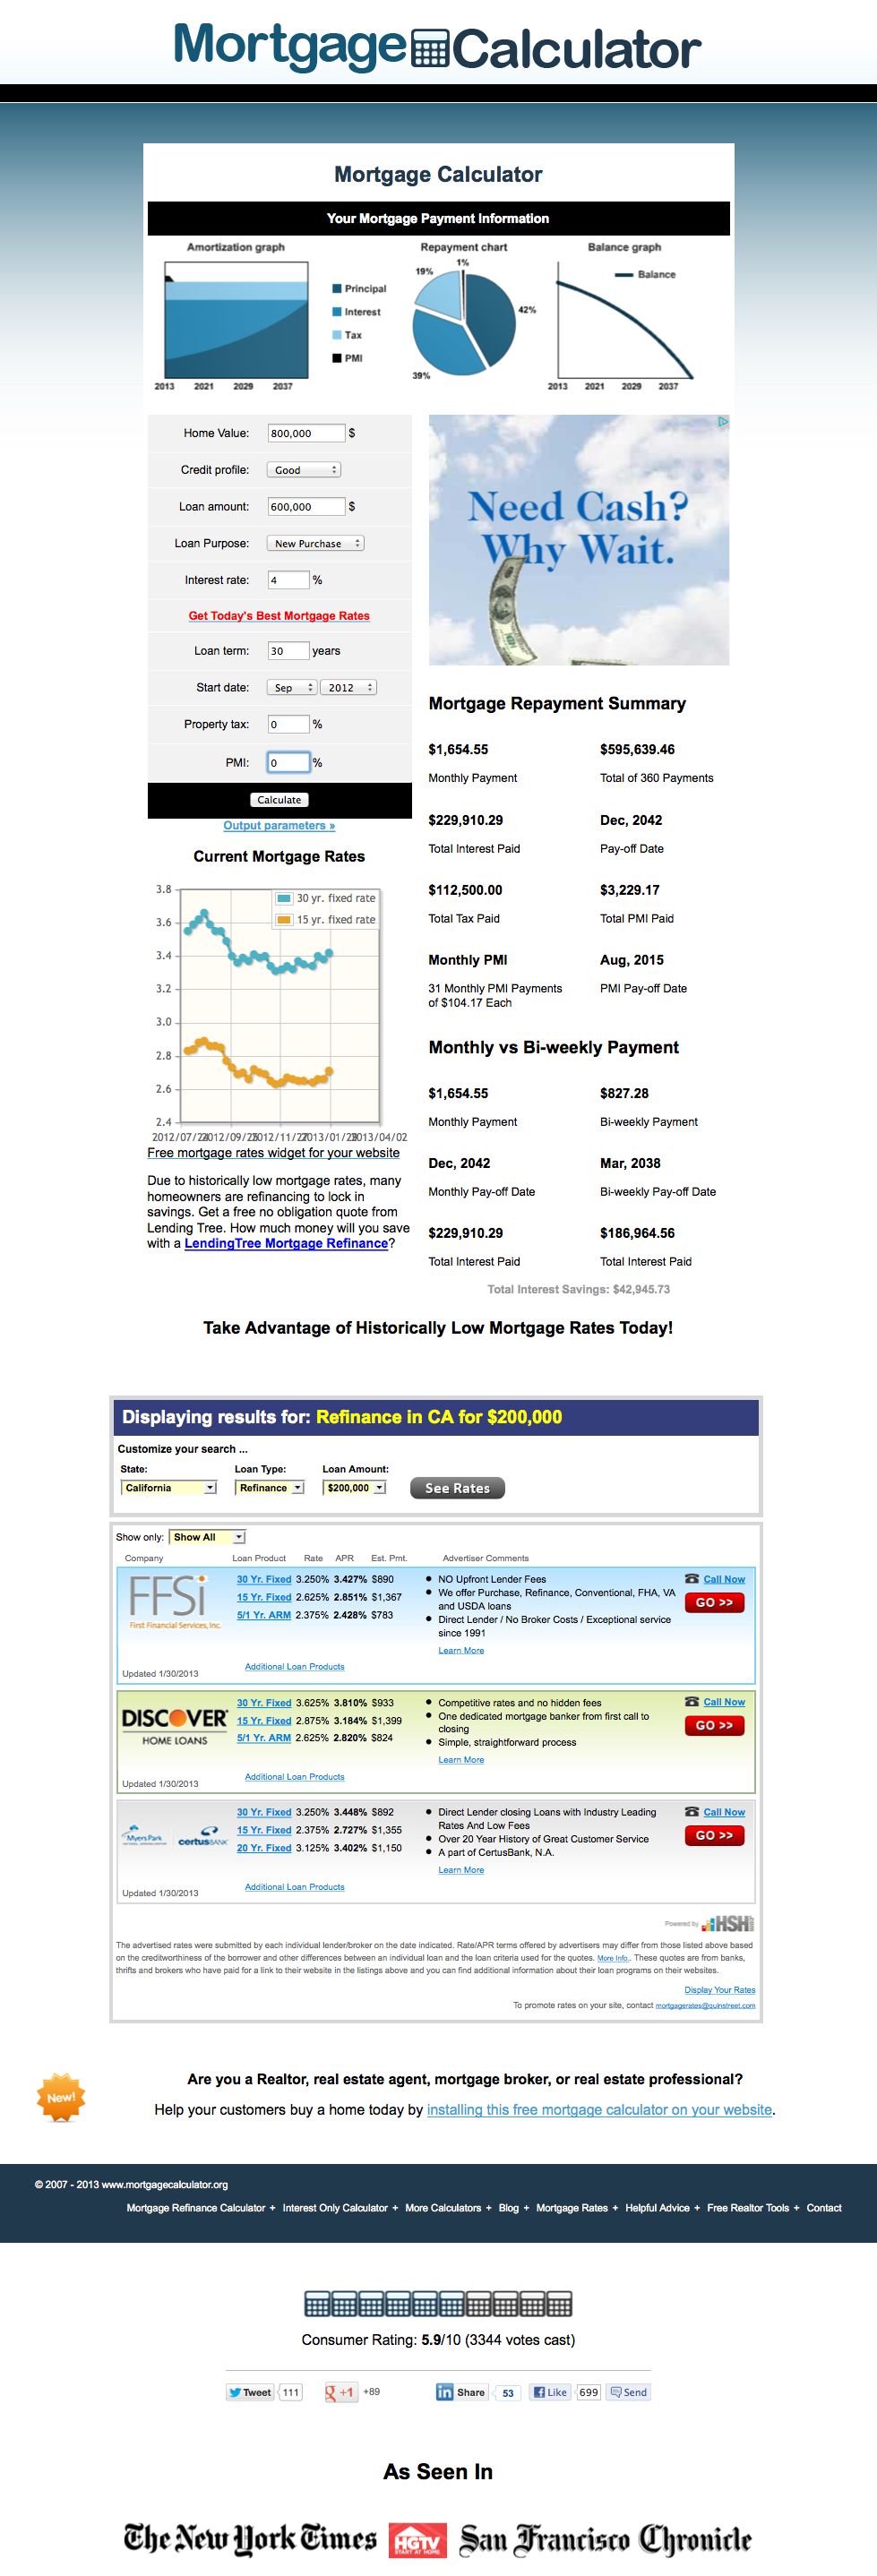 Mortgage Calculator
Mortgage Calculator
Your Mortgage Payment Information
Amortization graph
2013 2021 2029 2037
Principal
Interest
Tax
PMI
Repayment chart
1%
19%
42%
39%
Balance graph
Balance
2013 2021 2029 2037
Home Value: 800,000 $
Credit profile: Good
Loan amount: 600,000 $
Loan Purpose: New Purchase
Interest rate: 4 %
Get Today's Best Mortgage Rates
Loan term: 30 years
Start date: Sep 2012
Property tax: 0 %
PMI: 0 %
Calculate
Output parameters »
Current Mortgage Rates
3.8
3.6
3.4
3.2
3.0
2.8
2.6
2.4
30 yr. fixed rate
15 yr. fixed rate
2012/07/24 2012/09/25 2012/11/27 2013/01/29 2013/04/02
Free mortgage rates widget for your website
Due to historically low mortgage rates, many
homeowners are refinancing to lock in
savings. Get a free no obligation quote from
Lending Tree. How much money will you save
with a LendingTree Mortgage Refinance?
Need Cash?
Why Wait.
Mortgage Repayment Summary
$1,654.55 $595,639.46
Monthly Payment Total of 360 Payments
$229,910.29 Dec, 2042
Total Interest Paid Pay-off Date
$112,500.00 $3,229.17
Total Tax Paid Total PMI Paid
Monthly PMI Aug, 2015
31 Monthly PMI Payments PMI Pay-off Date
of $104.17 Each
Monthly vs Bi-weekly Payment
$1,654.55 $827.28
Monthly Payment Bi-weekly Payment
Dec, 2042 Mar, 2038
Monthly Pay-off Date Bi-weekly Pay-off Date
$229,910.29 $186,964.56
Total Interest Paid Total Interest Paid
Total Interest Savings: $42,945.73
Take Advantage of Historically Low Mortgage Rates Today!
Displaying results for: Refinance in CA for $200,000
Customize your search ...
State: Loan Type: Loan Amount:
California Refinance $200,000 See Rates
Show only: Show All
Company Loan Product Rate APR Est. Pmt. Advertiser Comments
FFSi
First Financial Services, Inc.
Updated 1/30/2013
30 Yr. Fixed 3.250% 3.427% $890
15 Yr. Fixed 2.625% 2.851% $1,367
5/1 Yr. ARM 2.375% 2.428% $783
Additional Loan Products
NO Upfront Lender Fees
We offer Purchase, Refinance, Conventional, FHA, VA
and USDA loans
Direct Lender / No Broker Costs / Exceptional service
since 1991
Learn More
Call Now
GO >>
DISCOVER
HOME LOANS
Updated 1/30/2013
30 Yr. Fixed 3.625% 3.810% $933
15 Yr. Fixed 2.875% 3.184% $1,399
5/1 Yr. ARM 2.625% 2.820% $824
Additional Loan Products
Competitive rates and no hidden fees
One dedicated mortgage banker from first call to
closing
Simple, straightforward process
Learn More
Call Now
GO >>
Myers Park
certusBANK
Updated 1/30/2013
30 Yr. Fixed 3.250% 3.448% $892
15 Yr. Fixed 2.375% 2.727% $1,355
20 Yr. Fixed 3.125% 3.402% $1,150
Additional Loan Products
Direct Lender closing Loans with Industry Leading
Rates And Low Fees
Over 20 Year History of Great Customer Service
A part of CertusBank, N.A.
Learn More
Call Now
GO >>
Powered by HSH
The advertised rates were submitted by each individual lender/broker on the date indicated. Rate/APR terms offered by advertisers may differ from those listed above based
on the creditworthiness of the borrower and other differences between an individual loan and the loan criteria used for the quotes. More Info.. These quotes are from banks,
thrifts and brokers who have paid for a link to their website in the listings above and you can find additional information about their loan programs on their websites.
Display Your Rates
To promote rates on your site, contact mortgagerates@quinstreet.com
New!
Are you a Realtor, real estate agent, mortgage broker, or real estate professional?
Help your customers buy a home today by installing this free mortgage calculator on your website.
© 2007 - 2013 www.mortgagecalculator.org
Mortgage Refinance Calculator + Interest Only Calculator + More Calculators + Blog + Mortgage Rates + Helpful Advice + Free Realtor Tools + Contact
Consumer Rating: 5.9/10 (3344 votes cast)
Tweet 111 g +1 +89 in Share 53 Like 699 Send
As Seen In
The New York Times HGTV START AT HOME San Francisco Chronicle